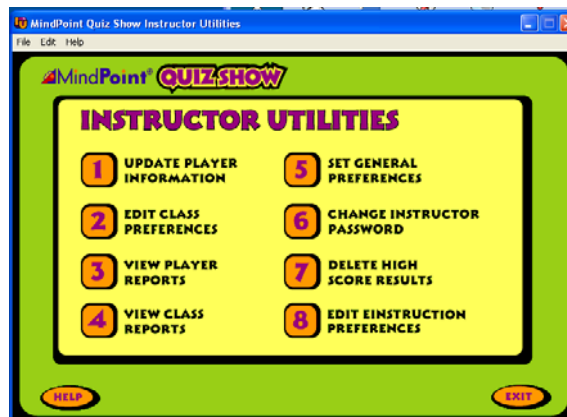 MindPoint Quiz Show Instructor Utilities
File Edit Help
MindPoint® QUIZ SHOW
INSTRUCTOR UTILITIES
1 UPDATE PLAYER
INFORMATION
2 EDIT CLASS
PREFERENCES
3 VIEW PLAYER
REPORTS
4 VIEW CLASS
REPORTS
5 SET GENERAL
PREFERENCES
6 CHANGE INSTRUCTOR
PASSWORD
7 DELETE HIGH
SCORE RESULTS
8 EDIT EINSTRUCTION
PREFERENCES
HELP
EXIT